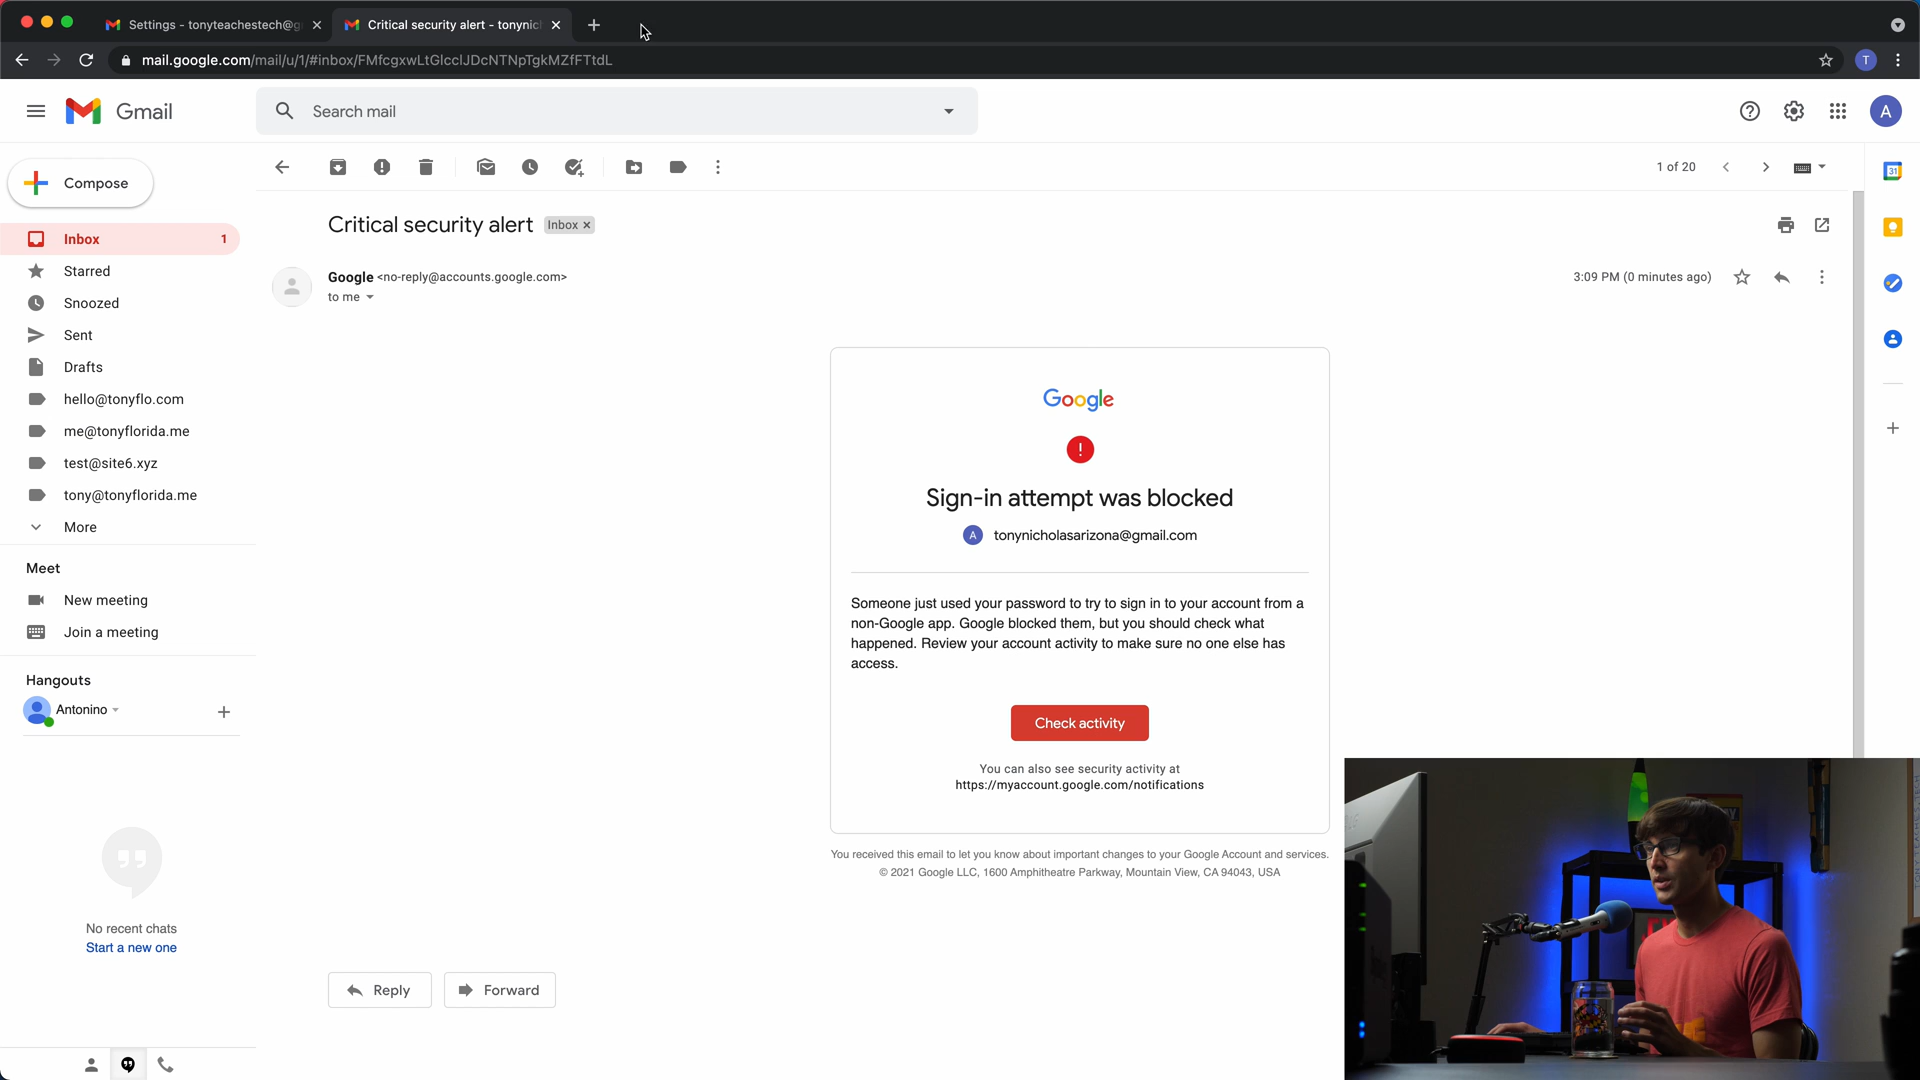 Settings - tonyteachestech@g
Critical security alert - tonynich
mail.google.com/mail/u/1/#inbox/FMfcgxwLtGlcclJDcNTNpTgkMZfFTtdL
T
Gmail
Search mail
A
Compose
1 of 20
31
Inbox 1
Starred
Snoozed
Sent
Drafts
hello@tonyflo.com
me@tonyflorida.me
test@site6.xyz
tony@tonyflorida.me
More
Meet
New meeting
Join a meeting
Hangouts
Antonino
No recent chats
Start a new one
Critical security alert Inbox
Google <no-reply@accounts.google.com>
to me
3:09 PM (0 minutes ago)
Google
!
Sign-in attempt was blocked
A tonynicholasarizona@gmail.com
Someone just used your password to try to sign in to your account from a
non-Google app. Google blocked them, but you should check what
happened. Review your account activity to make sure no one else has
access.
Check activity
You can also see security activity at
https://myaccount.google.com/notifications
You received this email to let you know about important changes to your Google Account and services.
© 2021 Google LLC, 1600 Amphitheatre Parkway, Mountain View, CA 94043, USA
Reply
Forward